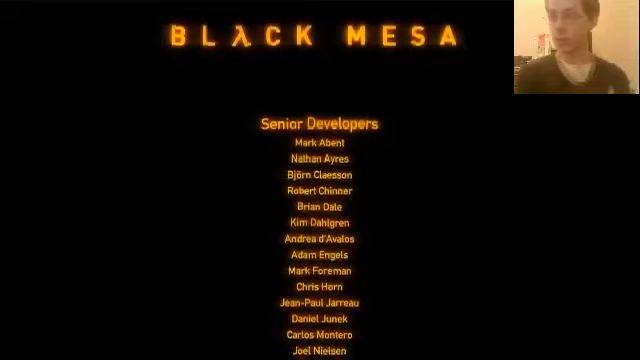 BLλCK MESA
Senior Developers
Mark Abent
Nathan Ayres
Björn Claesson
Robert Chinner
Brian Dale
Kim Dahlgren
Andrea d'Avalos
Adam Engels
Mark Foreman
Chris Horn
Jean-Paul Jarreau
Daniel Junek
Carlos Montero
Joel Nielsen